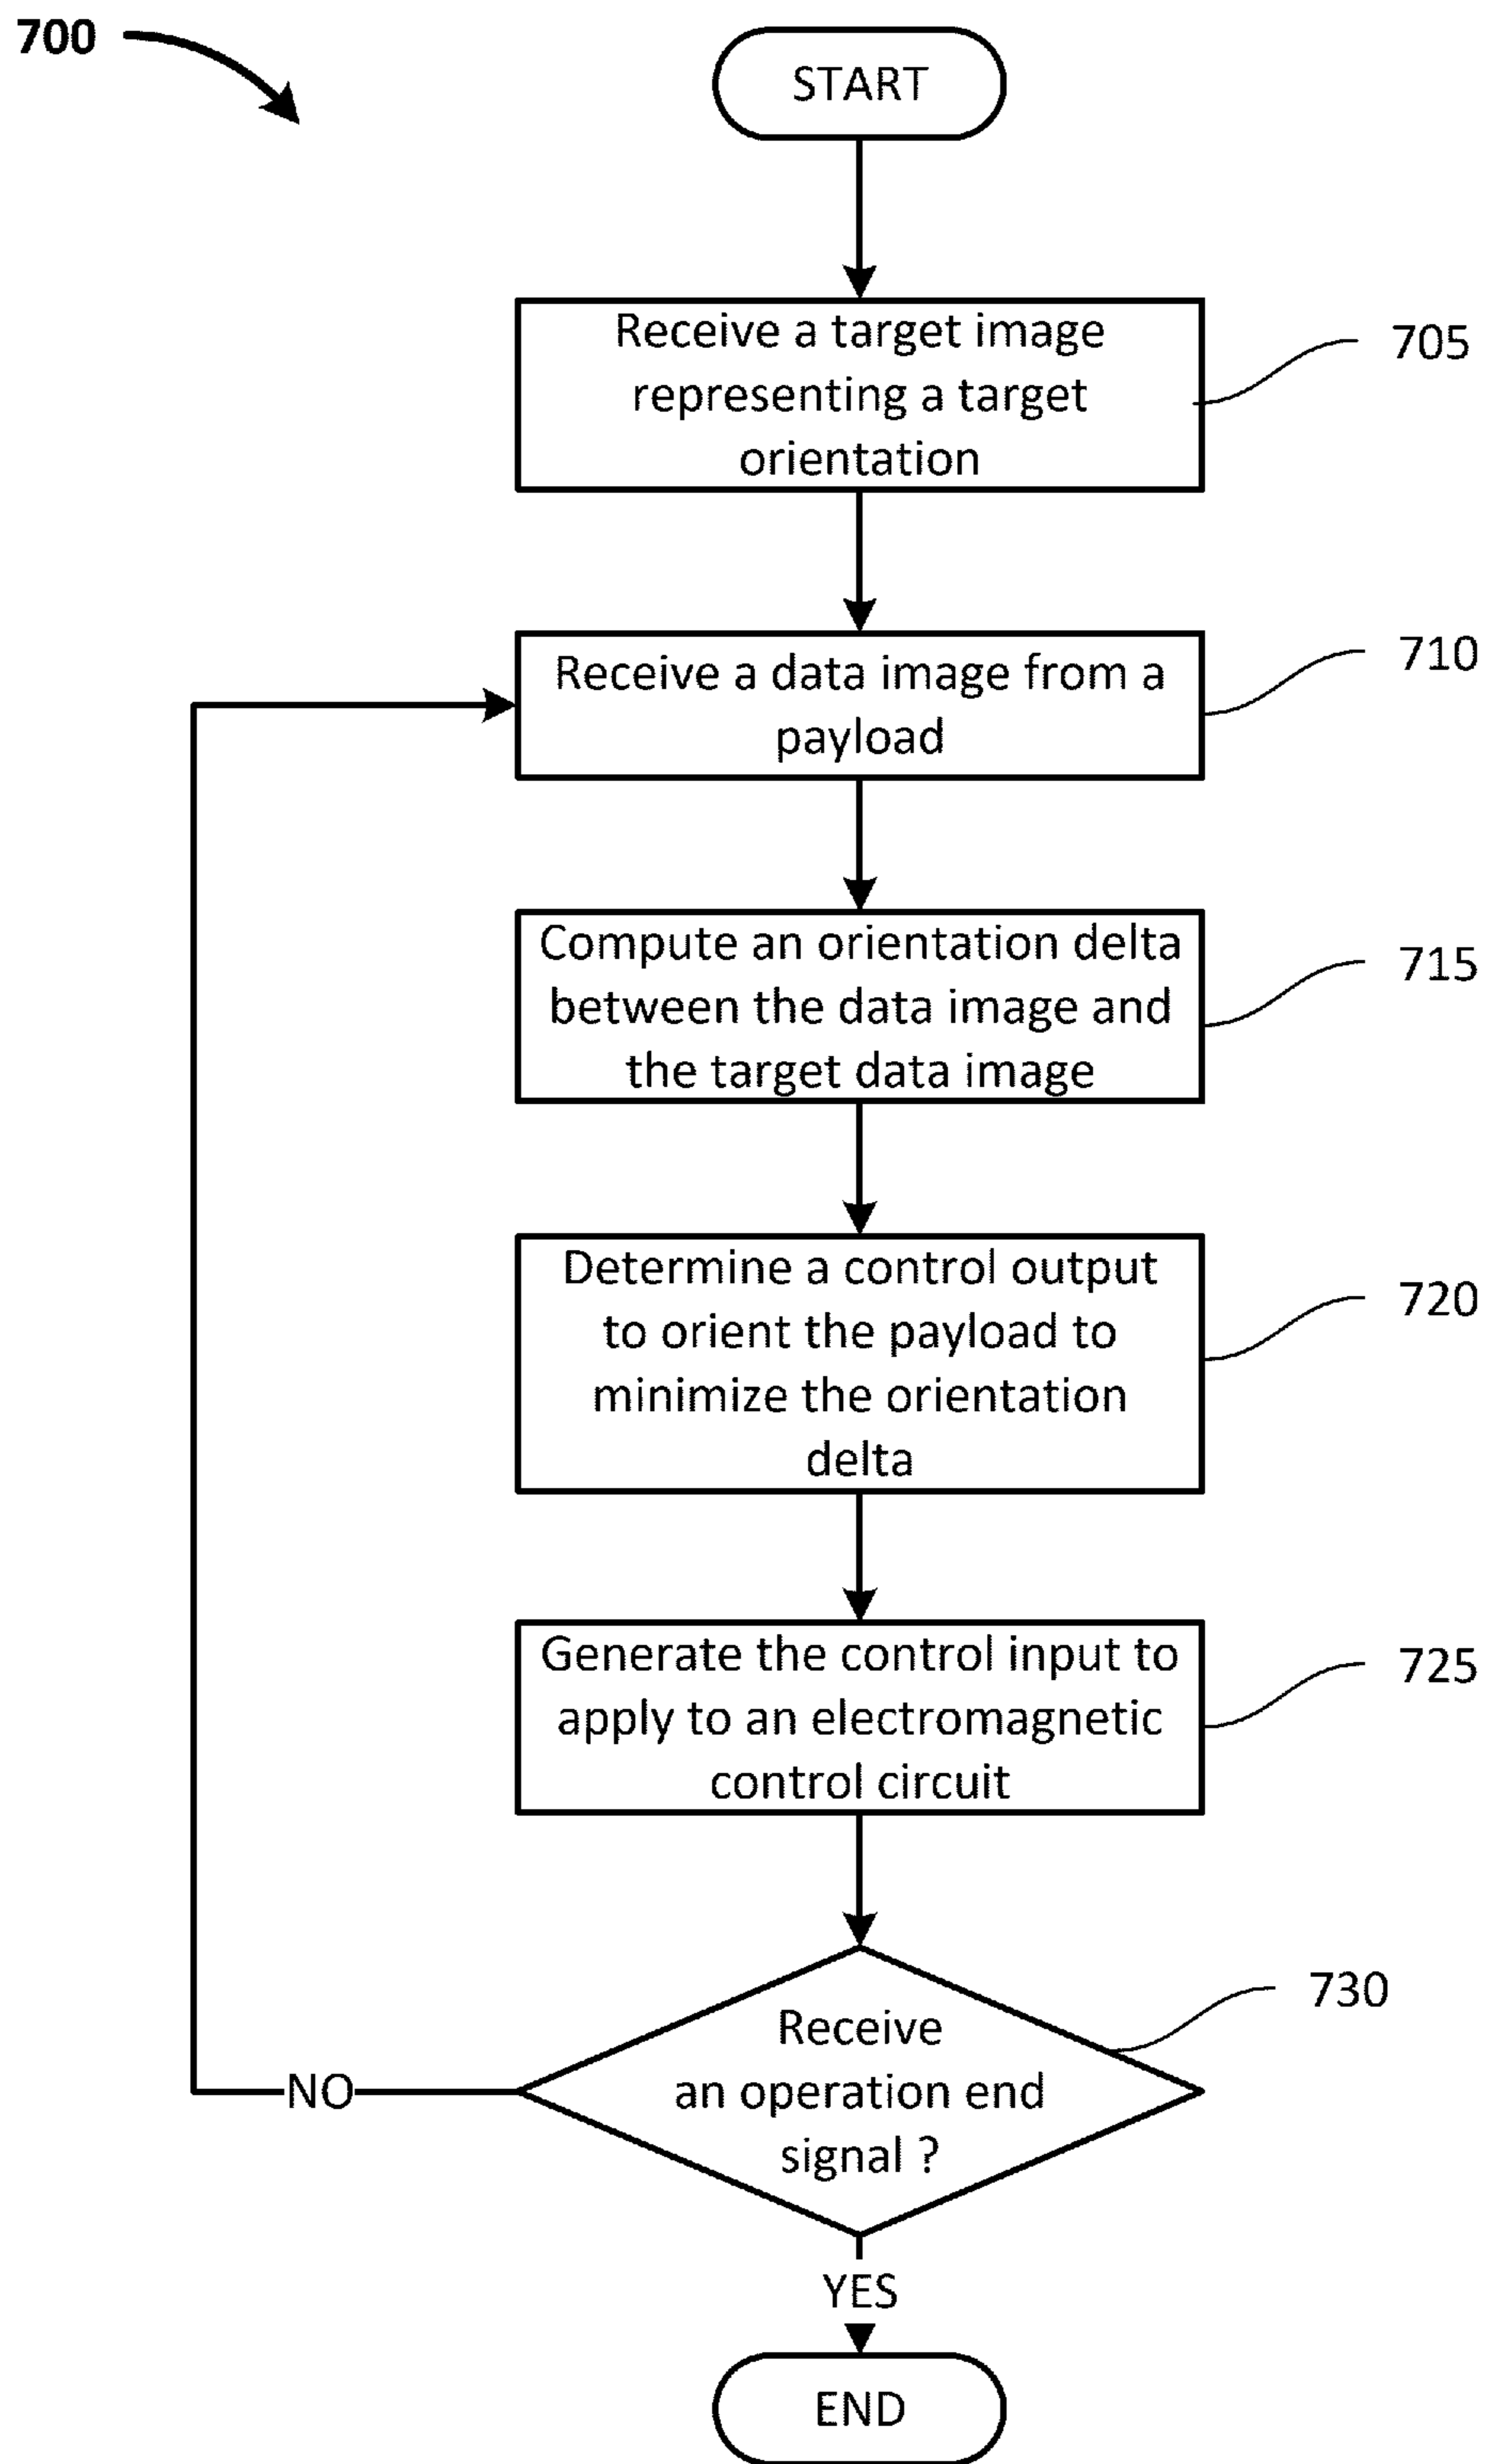 700
START
Receive a target image
representing a target
orientation
705
Receive a data image from a
payload
710
Compute an orientation delta
between the data image and
the target data image
715
Determine a control output
to orient the payload to
minimize the orientation
delta
720
Generate the control input to
apply to an electromagnetic
control circuit
725
Receive
an operation end
signal ?
730
NO
YES
END